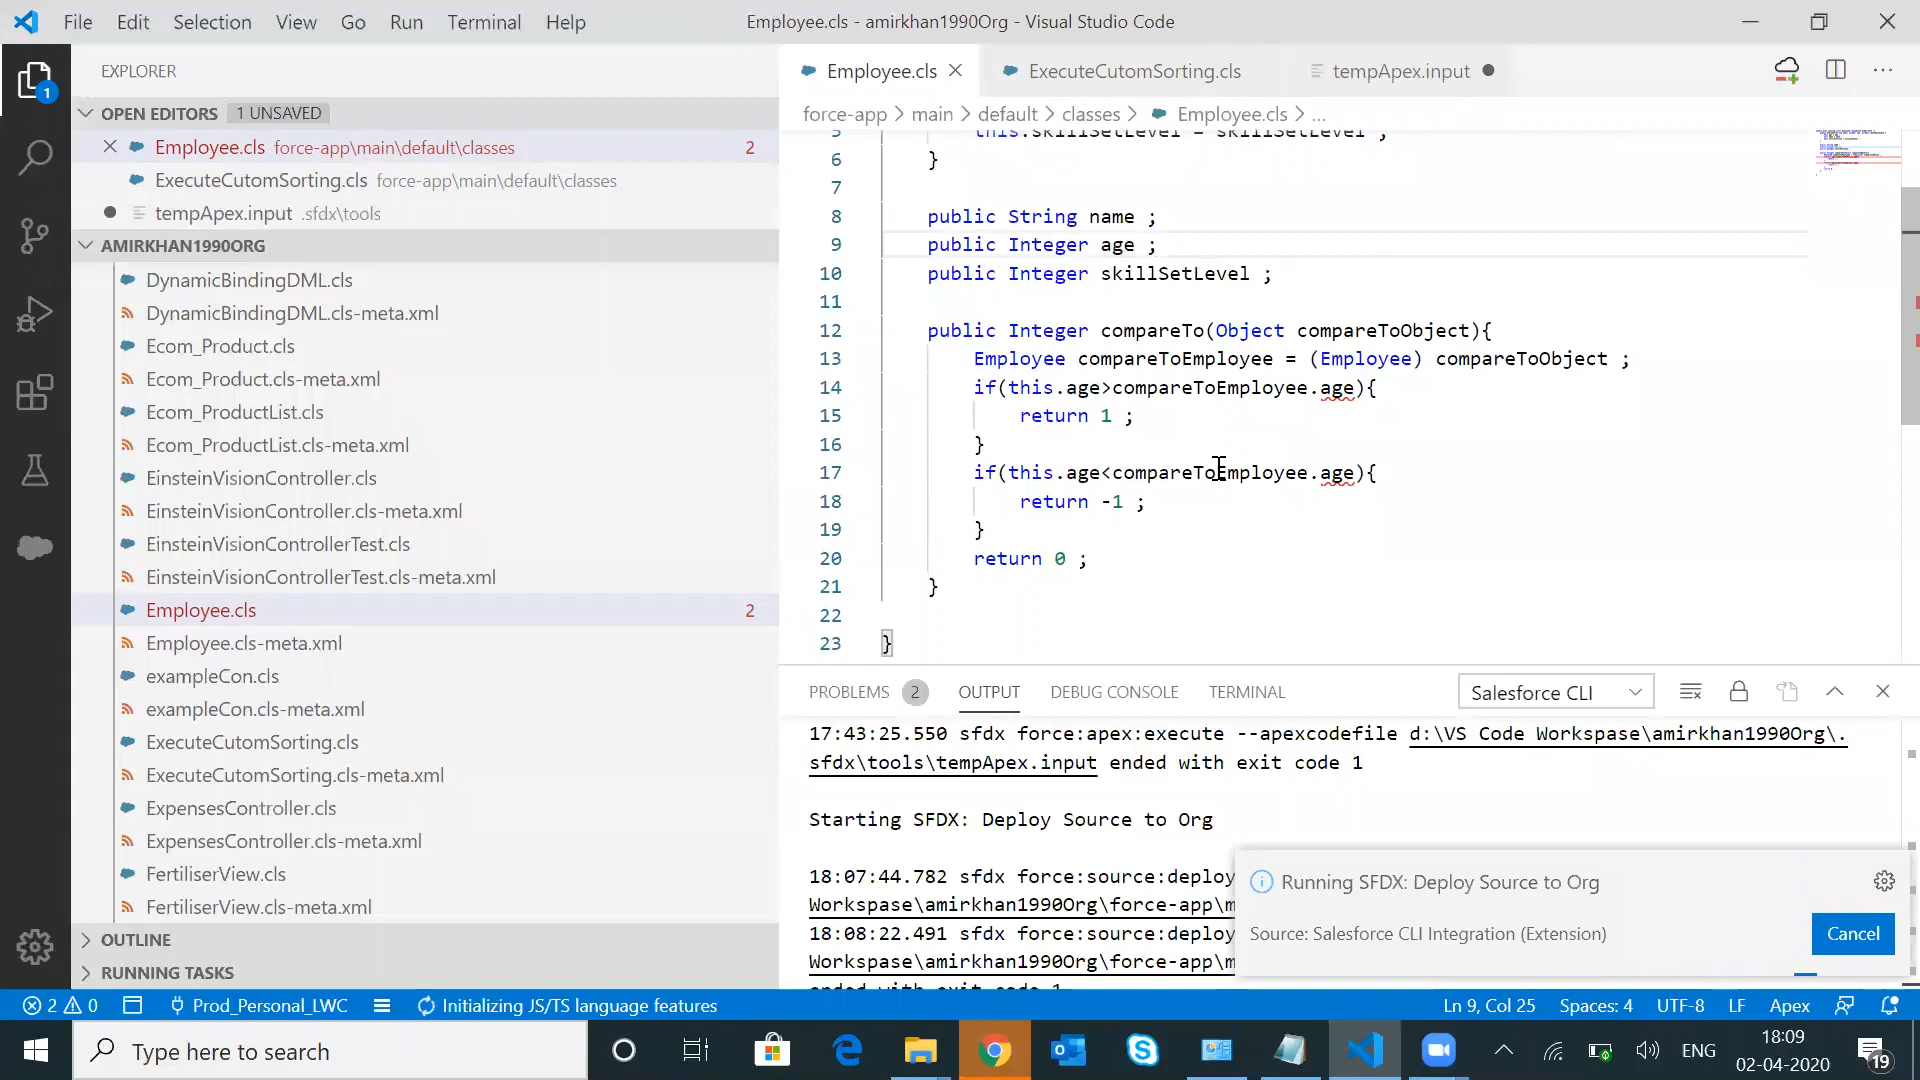 File Edit Selection View Go Run Terminal Help
Employee.cls - amirkhan1990Org - Visual Studio Code
EXPLORER
OPEN EDITORS 1 UNSAVED
Employee.cls force-app\main\default\classes 2
ExecuteCutomSorting.cls force-app\main\default\classes
tempApex.input .sfdx\tools
AMIRKHAN1990ORG
DynamicBindingDML.cls
DynamicBindingDML.cls-meta.xml
Ecom_Product.cls
Ecom_Product.cls-meta.xml
Ecom_ProductList.cls
Ecom_ProductList.cls-meta.xml
EinsteinVisionController.cls
EinsteinVisionController.cls-meta.xml
EinsteinVisionControllerTest.cls
EinsteinVisionControllerTest.cls-meta.xml
Employee.cls 2
Employee.cls-meta.xml
exampleCon.cls
exampleCon.cls-meta.xml
ExecuteCutomSorting.cls
ExecuteCutomSorting.cls-meta.xml
ExpensesController.cls
ExpensesController.cls-meta.xml
FertiliserView.cls
FertiliserView.cls-meta.xml
OUTLINE
RUNNING TASKS
1
Employee.cls ExecuteCutomSorting.cls tempApex.input
force-app > main > default > classes > Employee.cls > ...
5 this.skillSetLevel = skillSetLevel ;
6 }
7
8 public String name ;
9 public Integer age ;
10 public Integer skillSetLevel ;
11
12 public Integer compareTo(Object compareToObject){
13 Employee compareToEmployee = (Employee) compareToObject ;
14 if(this.age>compareToEmployee.age){
15 return 1 ;
16 }
17 if(this.age<compareToEmployee.age){
18 return -1 ;
19 }
20 return 0 ;
21 }
22
23 }
PROBLEMS 2 OUTPUT DEBUG CONSOLE TERMINAL Salesforce CLI
17:43:25.550 sfdx force:apex:execute --apexcodefile d:\VS Code Workspase\amirkhan1990Org\.
sfdx\tools\tempApex.input ended with exit code 1
Starting SFDX: Deploy Source to Org
18:07:44.782 sfdx force:source:deploy
Workspase\amirkhan1990Org\force-app\m
18:08:22.491 sfdx force:source:deploy
Workspase\amirkhan1990Org\force-app\m
ended with exit code 1
Running SFDX: Deploy Source to Org
Source: Salesforce CLI Integration (Extension)
Cancel
2 0 Prod_Personal_LWC Initializing JS/TS language features Ln 9, Col 25 Spaces: 4 UTF-8 LF Apex
Type here to search
ENG
18:09
02-04-2020
19